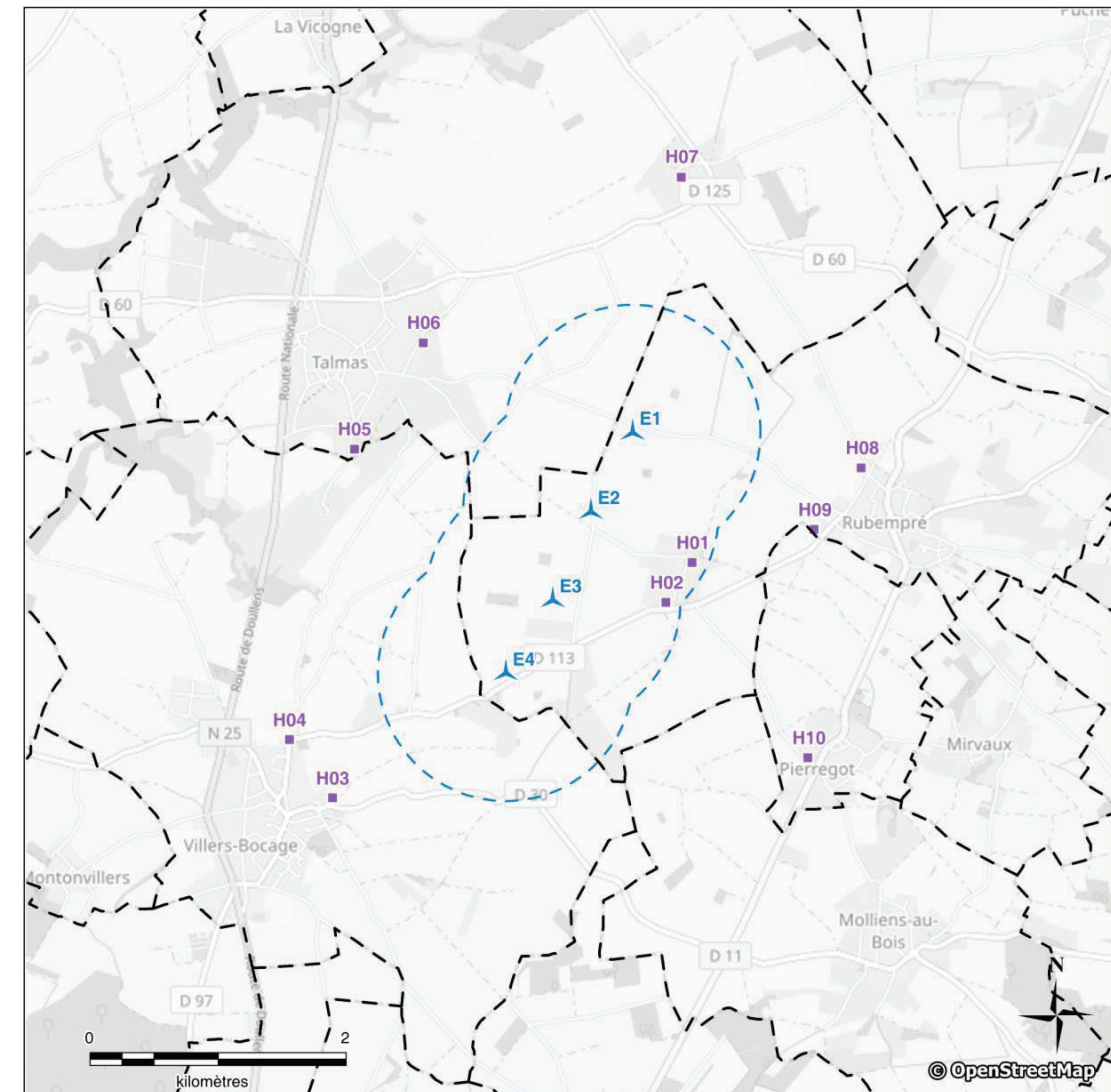 La Vicogne
Puche
H07
D 125
D 60
D 60
Route Nationale
H06
Talmas
H05
E1
H08
E2
H09
Rubempré
H01
H02
E3
Route de Doullens
D 113
E4
N 25
H04
H10
Pierregot
Mirvaux
H03
D 30
Villers-Bocage
Montonvillers
Molliens-au-
Bois
D 11
D 97
N
0
2
kilomètres
© OpenStreetMap